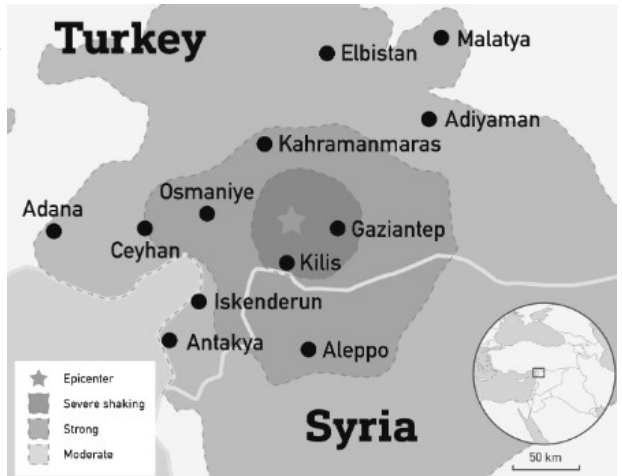 Turkey
Malatya
Elbistan
Adiyaman
Kahramanmaras
Osmaniye
Adana
Gaziantep
Ceyhan
Kilis
Iskenderun
Antakya
Aleppo
Epicenter
Severe shaking
Strong
Moderate
Syria
50 km